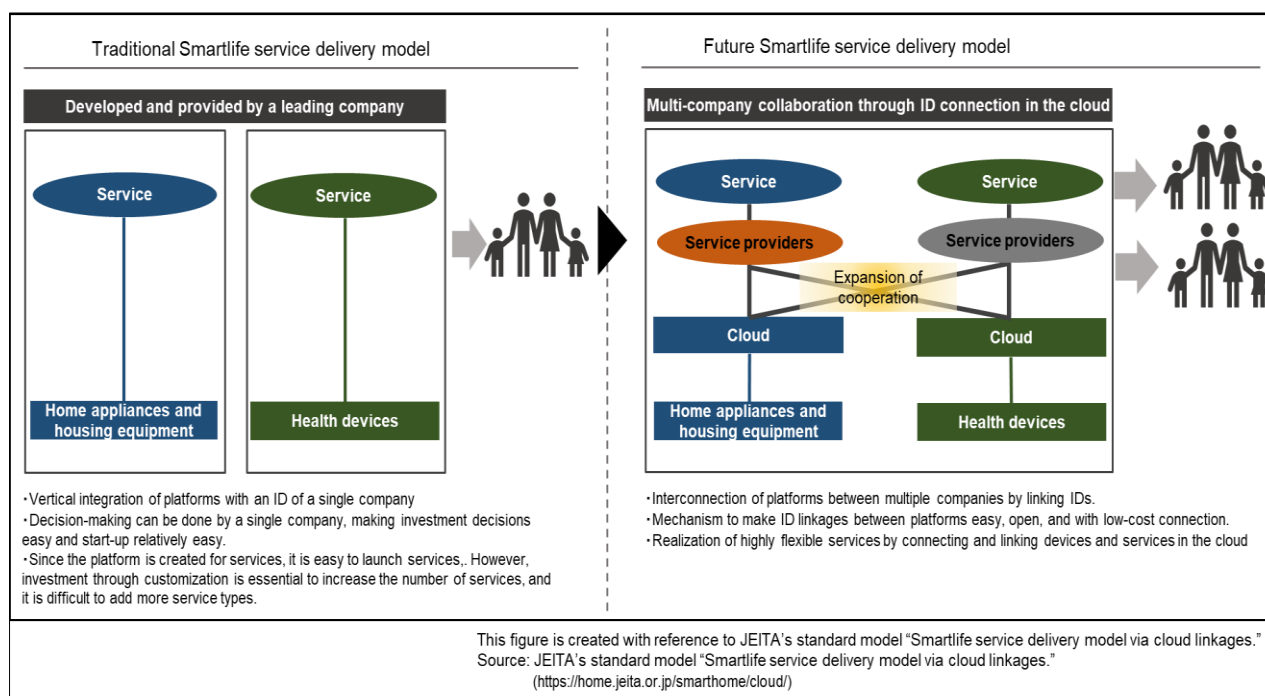 Traditional Smartlife service delivery model
Developed and provided by a leading company
Service
Service
Home appliances and
housing equipment
Health devices
・Vertical integration of platforms with an ID of a single company
・Decision-making can be done by a single company, making investment decisions
easy and start-up relatively easy.
・Since the platform is created for services, it is easy to launch services,. However,
investment through customization is essential to increase the number of services, and
it is difficult to add more service types.
Future Smartlife service delivery model
Multi-company collaboration through ID connection in the cloud
Service
Service
Service providers
Service providers
Expansion of
cooperation
Cloud
Cloud
Home appliances and
housing equipment
Health devices
・Interconnection of platforms between multiple companies by linking IDs.
・Mechanism to make ID linkages between platforms easy, open, and with low-cost connection.
・Realization of highly flexible services by connecting and linking devices and services in the cloud
This figure is created with reference to JEITA's standard model “Smartlife service delivery model via cloud linkages.”
Source: JEITA's standard model “Smartlife service delivery model via cloud linkages.”
(https://home.jeita.or.jp/smarthome/cloud/)